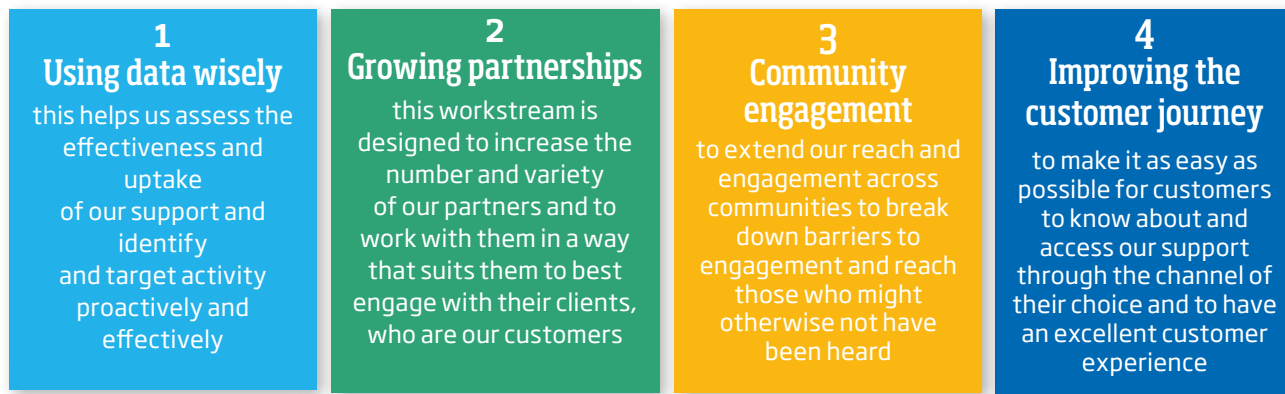 1
Using data wisely
this helps us assess the
effectiveness and
uptake
of our support and
identify
and target activity
proactively and
effectively
2
Growing partnerships
this workstream is
designed to increase the
number and variety
of our partners and to
work with them in a way
that suits them to best
engage with their clients,
who are our customers
3
Community
engagement
to extend our reach and
engagement across
communities to break
down barriers to
engagement and reach
those who might
otherwise not have
been heard
4
Improving the
customer journey
to make it as easy as
possible for customers
to know about and
access our support
through the channel of
their choice and to have
an excellent customer
experience